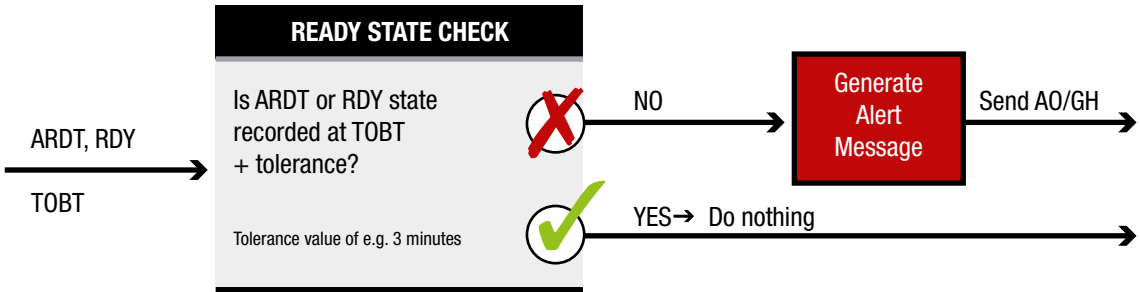 ARDT, RDY
TOBT
READY STATE CHECK
Is ARDT or RDY state
recorded at TOBT
+ tolerance?
Tolerance value of e.g. 3 minutes
NO
Generate
Alert
Message
Send AO/GH
YES➔ Do nothing